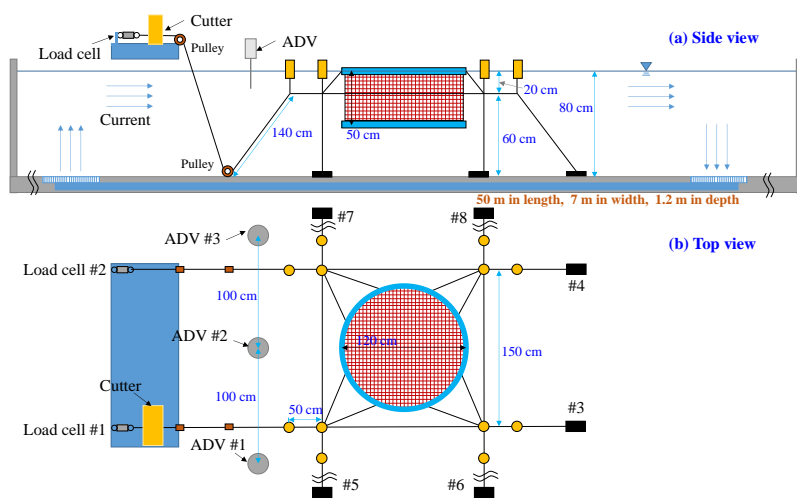 Cutter
Load cell
Pulley
ADV
(a) Side view
20 cm
80 cm
Current
140 cm
50 cm
60 cm
Pulley
50 m in length, 7 m in width, 1.2 m in depth
#7
#8
ADV #3
(b) Top view
Load cell #2
#4
100 cm
ADV #2
120 cm
150 cm
Cutter
100 cm
50 cm
#3
Load cell #1
ADV #1
#5
#6